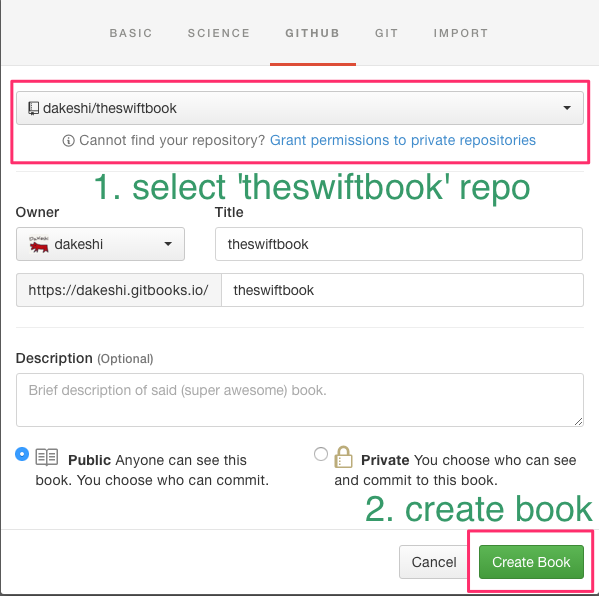 BASIC SCIENCE GITHUB GIT IMPORT
dakeshi/theswiftbook
Cannot find your repository? Grant permissions to private repositories
1. select 'theswiftbook' repo
Owner Title
dakeshi theswiftbook
https://dakeshi.gitbooks.io/ theswiftbook
Description (Optional)
Brief description of said (super awesome) book.
Public Anyone can see this
book. You choose who can commit.
Private You choose who can see
and commit to this book.
2. create book
Cancel Create Book